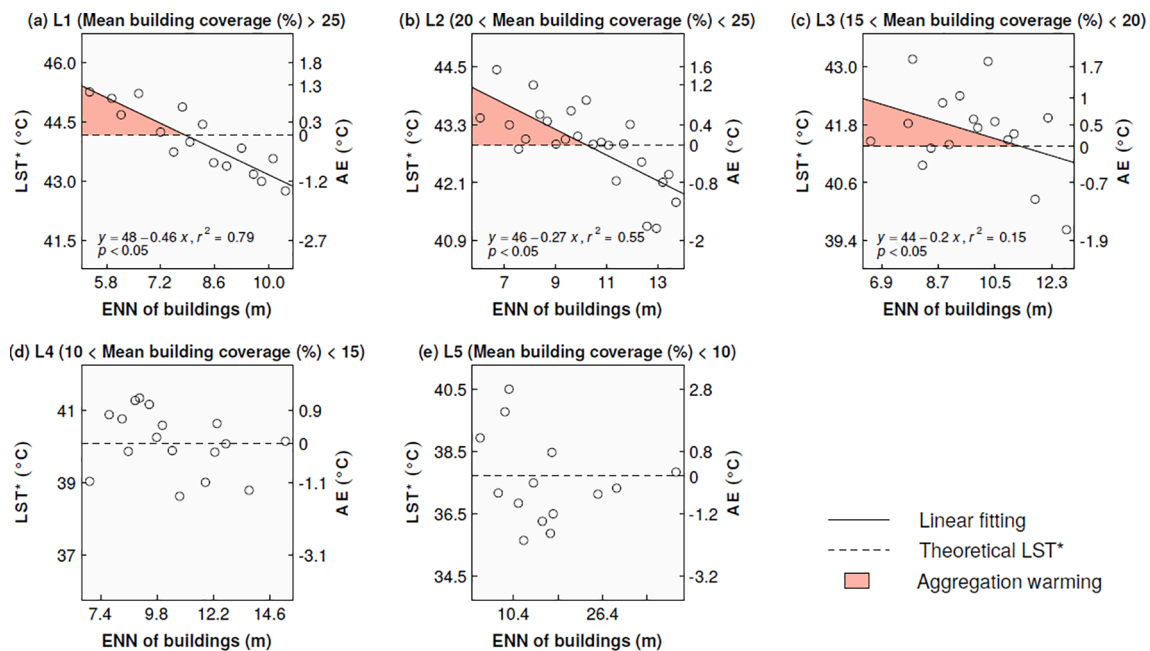 (a) L1 (Mean building coverage (%) > 25)
46.0
44.5
43.0
41.5
LST* (°C)
1.8
1.3
0.3
0
-1.2
-2.7
AE (°C)
y = 48 − 0.46 x , r² = 0.79
p < 0.05
5.8 7.2 8.6 10.0
ENN of buildings (m)
(b) L2 (20 < Mean building coverage (%) < 25)
44.5
43.3
42.1
40.9
LST* (°C)
1.6
1.2
0.4
0
-0.8
-2
AE (°C)
y = 46 − 0.27 x , r² = 0.55
p < 0.05
7 9 11 13
ENN of buildings (m)
(c) L3 (15 < Mean building coverage (%) < 20)
43.0
41.8
40.6
39.4
LST* (°C)
1.7
1
0.5
0
-0.7
-1.9
AE (°C)
y = 44 − 0.2 x , r² = 0.15
p < 0.05
6.9 8.7 10.5 12.3
ENN of buildings (m)
(d) L4 (10 < Mean building coverage (%) < 15)
41
39
37
LST* (°C)
0.9
0
-1.1
-3.1
AE (°C)
7.4 9.8 12.2 14.6
ENN of buildings (m)
(e) L5 (Mean building coverage (%) < 10)
40.5
38.5
36.5
34.5
LST* (°C)
2.8
0.8
0
-1.2
-3.2
AE (°C)
10.4 26.4
ENN of buildings (m)
Linear fitting
Theoretical LST*
Aggregation warming